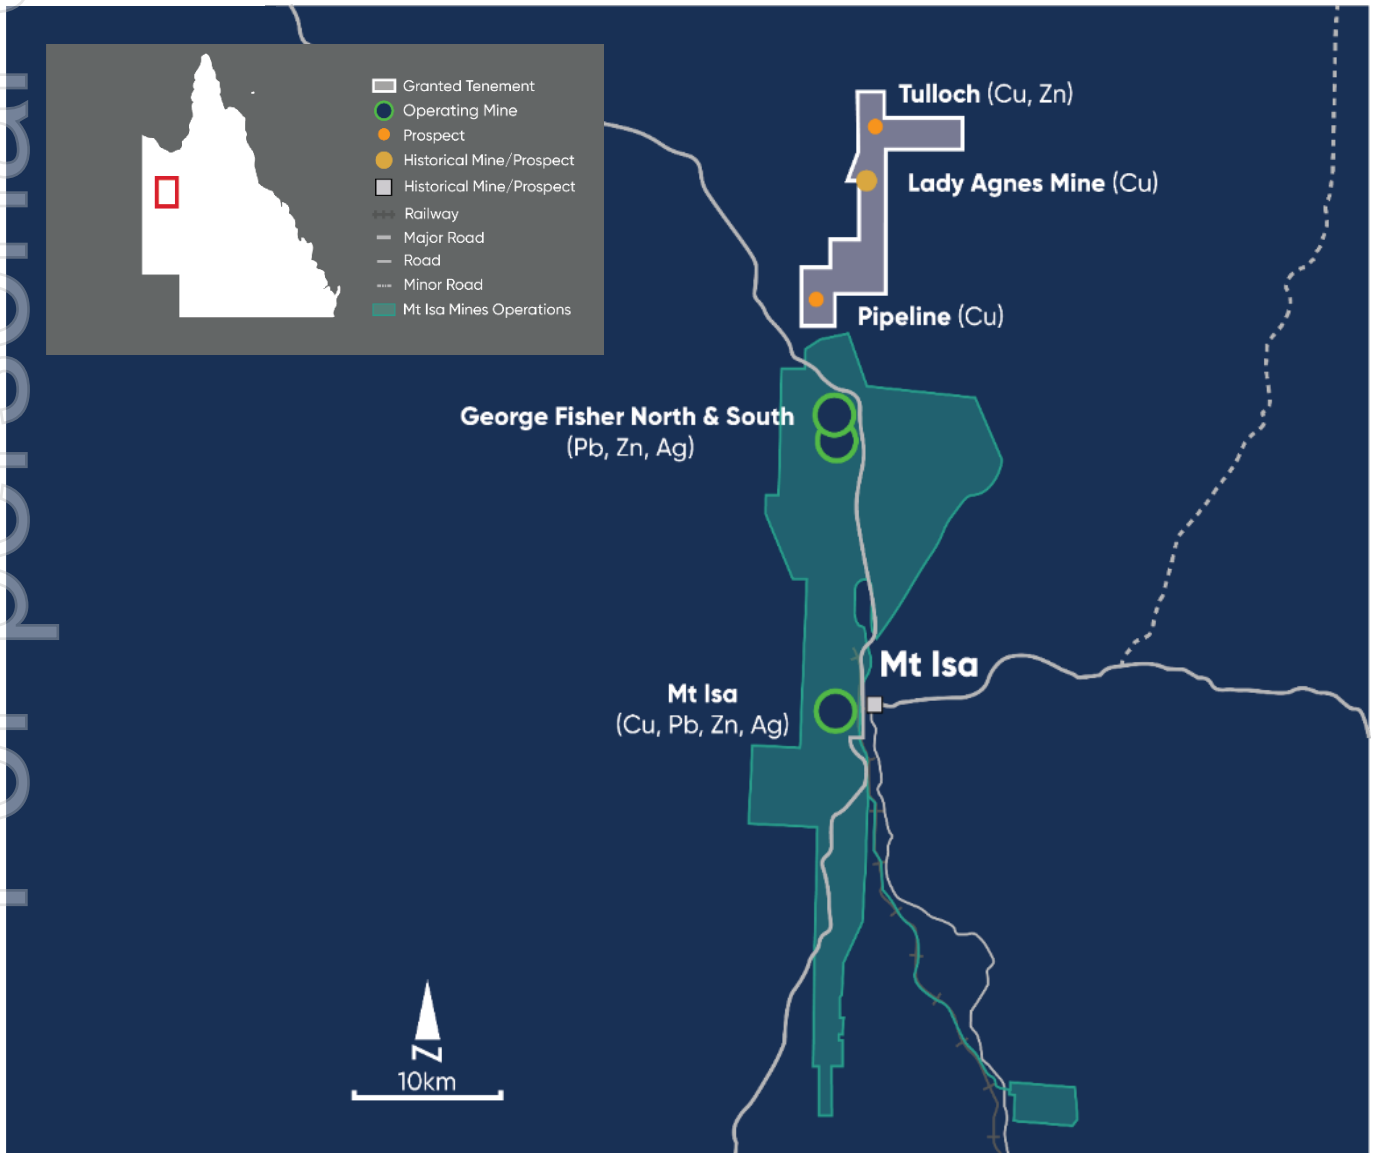 For personal
Granted Tenement
Operating Mine
Prospect
Historical Mine/Prospect
Historical Mine/Prospect
Railway
Major Road
Road
Minor Road
Mt Isa Mines Operations
Tulloch (Cu, Zn)
Lady Agnes Mine (Cu)
Pipeline (Cu)
George Fisher North & South
(Pb, Zn, Ag)
Mt Isa
Mt Isa
(Cu, Pb, Zn, Ag)
N
10km